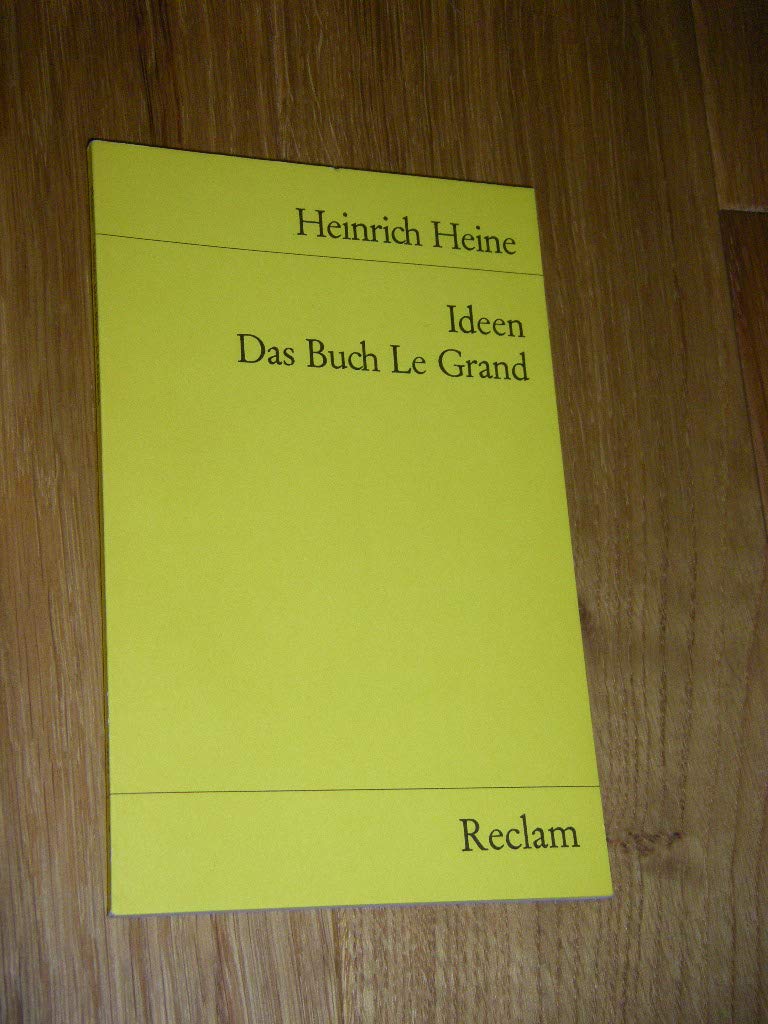 Heinrich Heine
Ideen
Das Buch Le Grand
Reclam